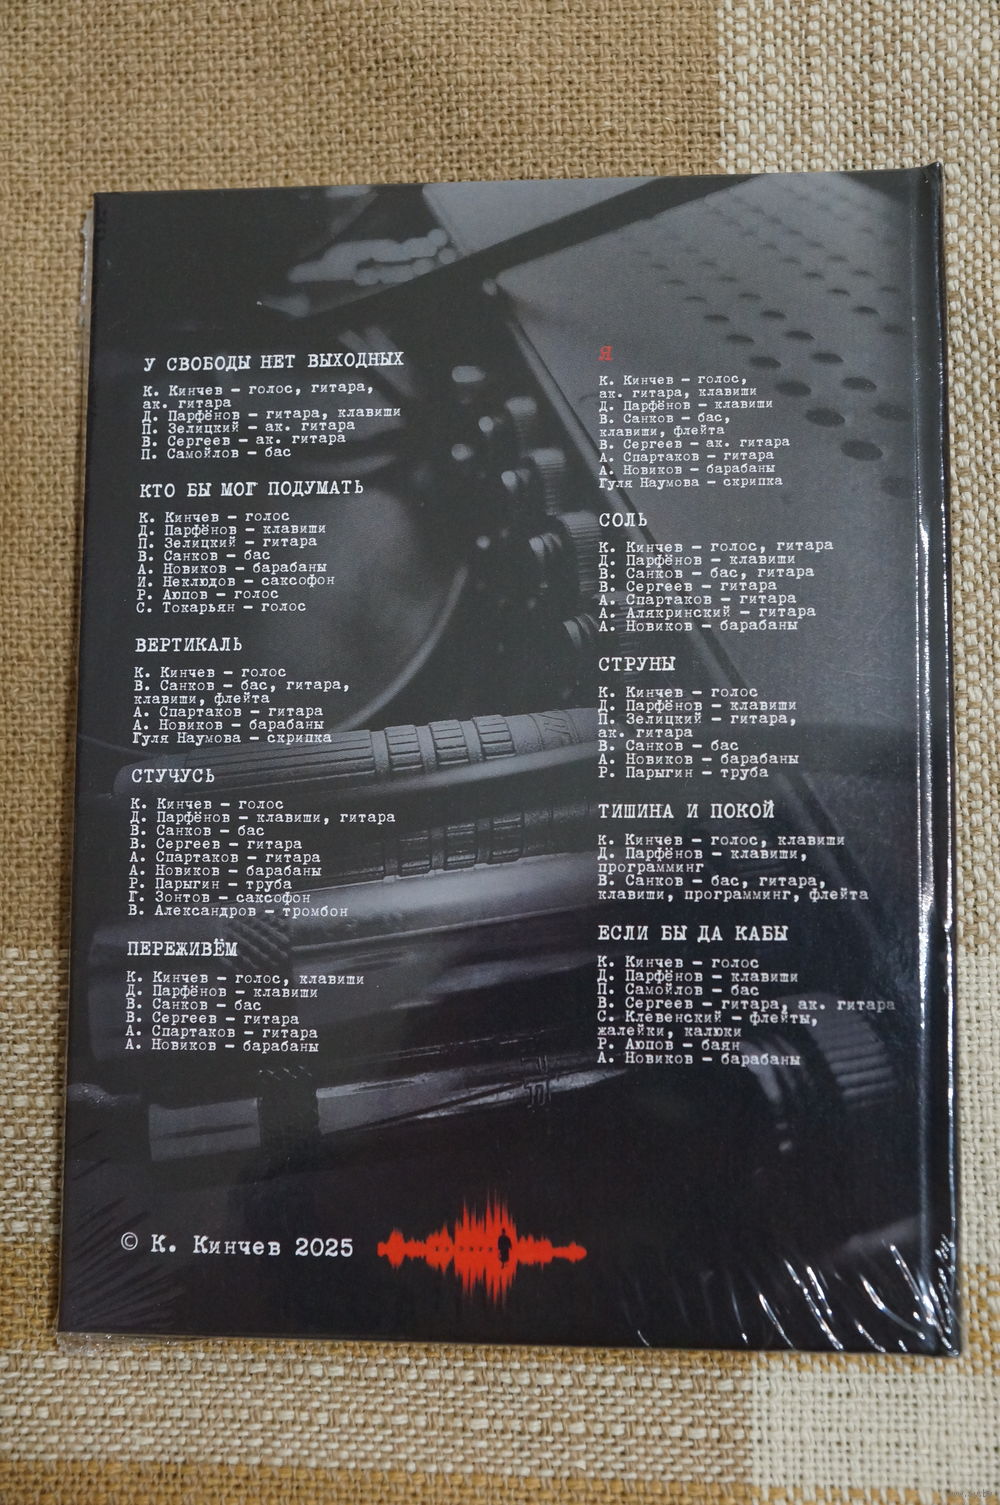 У СВОБОДЫ НЕТ ВЫХОДНЫХ
К. Кинчев – голос, гитара,
ак. гитара
Д. Парфёнов – гитара, клавиши
П. Зелицкий – ак. гитара
В. Сергеев – ак. гитара
П. Самойлов – бас
КТО БЫ МОГ ПОДУМАТЬ
К. Кинчев – голос
Д. Парфёнов – клавиши
П. Зелицкий – гитара
В. Санков – бас
А. Новиков – барабаны
И. Неклюдов – саксофон
Р. Аюпов – голос
С. Токарьян – голос
ВЕРТИКАЛЬ
К. Кинчев – голос
В. Санков – бас, гитара,
клавиши, флейта
А. Спартаков – гитара
А. Новиков – барабаны
Гуля Наумова – скрипка
СТУЧУСЬ
К. Кинчев – голос
Д. Парфёнов – клавиши, гитара
В. Санков – бас
В. Сергеев – гитара
А. Спартаков – гитара
А. Новиков – барабаны
Р. Парыгин – труба
Г. Зонтов – саксофон
В. Александров – тромбон
ПЕРЕЖИВЁМ
К. Кинчев – голос, клавиши
Д. Парфёнов – клавиши
В. Санков – бас
В. Сергеев – гитара
А. Спартаков – гитара
А. Новиков – барабаны
Я
К. Кинчев – голос,
ак. гитара, клавиши
Д. Парфёнов – клавиши
В. Санков – бас,
клавиши, флейта
В. Сергеев – ак. гитара
А. Спартаков – гитара
А. Новиков – барабаны
Гуля Наумова – скрипка
СОЛЬ
К. Кинчев – голос, гитара
Д. Парфёнов – клавиши
В. Санков – бас, гитара
В. Сергеев – гитара
А. Спартаков – гитара
А. Алякринский – гитара
А. Новиков – барабаны
СТРУНЫ
К. Кинчев – голос
Д. Парфёнов – клавиши
П. Зелицкий – гитара,
ак. гитара
В. Санков – бас
А. Новиков – барабаны
Р. Парыгин – труба
ТИШИНА И ПОКОЙ
К. Кинчев – голос, клавиши
Д. Парфёнов – клавиши,
программинг
В. Санков – бас, гитара,
клавиши, программинг, флейта
ЕСЛИ БЫ ДА КАБЫ
К. Кинчев – голос
Д. Парфёнов – клавиши
П. Самойлов – бас
В. Сергеев – гитара, ак. гитара
С. Клевенский – флейты,
жалейки, калюки
Р. Аюпов – баян
А. Новиков – барабаны
© К. Кинчев 2025